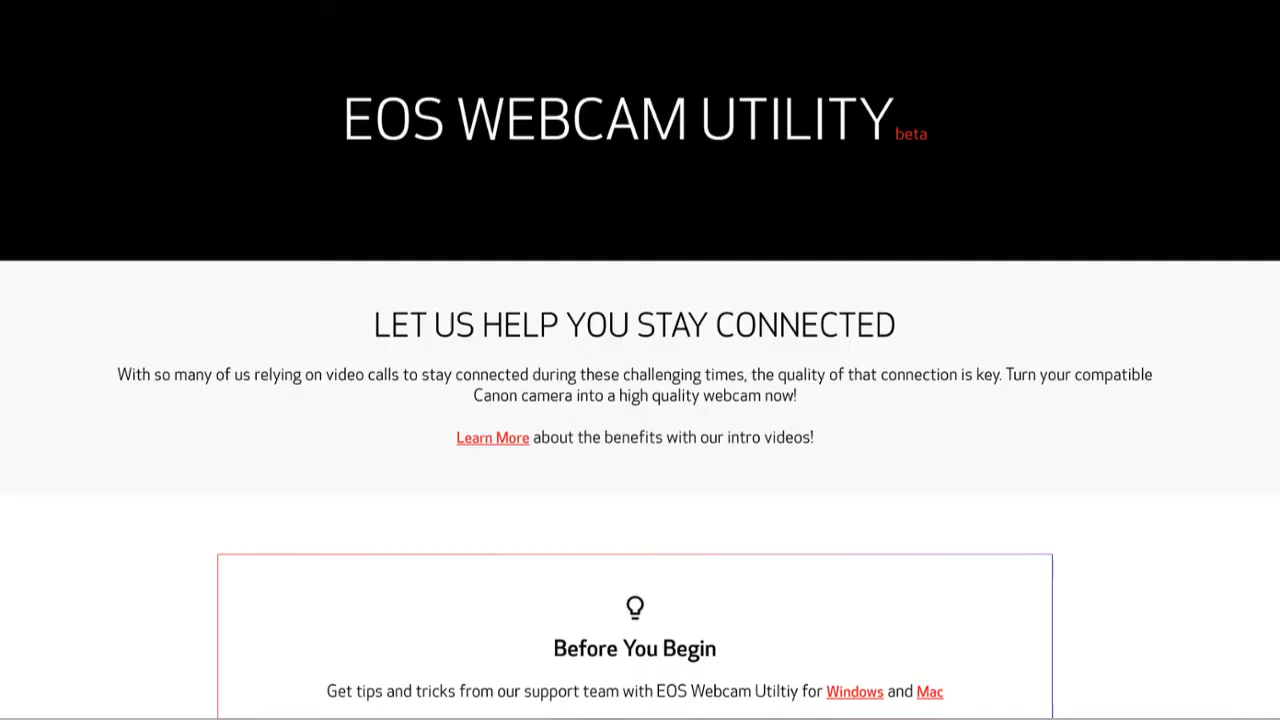 EOS WEBCAM UTILITY beta
LET US HELP YOU STAY CONNECTED
With so many of us relying on video calls to stay connected during these challenging times, the quality of that connection is key. Turn your compatible
Canon camera into a high quality webcam now!
Learn More about the benefits with our intro videos!
Before You Begin
Get tips and tricks from our support team with EOS Webcam Utiltiy for Windows and Mac